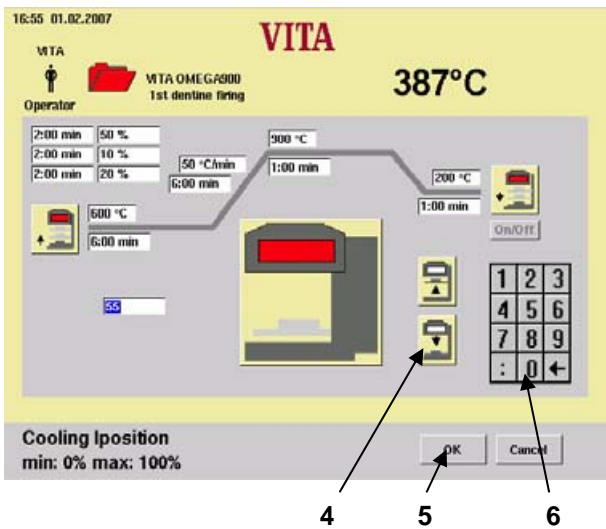 16:55 01.02.2007
VITA
VITA
387°C
VITA OMEGA900
1st dentine firing
Operator
2:00 min 50 %
2:00 min 10 %
2:00 min 20 %
50 °C/min
6:00 min
900 °C
1:00 min
200 °C
1:00 min
On/Off
600 °C
6:00 min
55
1 2 3
4 5 6
7 8 9
: 0 ←
Cooling lposition
min: 0% max: 100%
OK Cancel
4 5 6